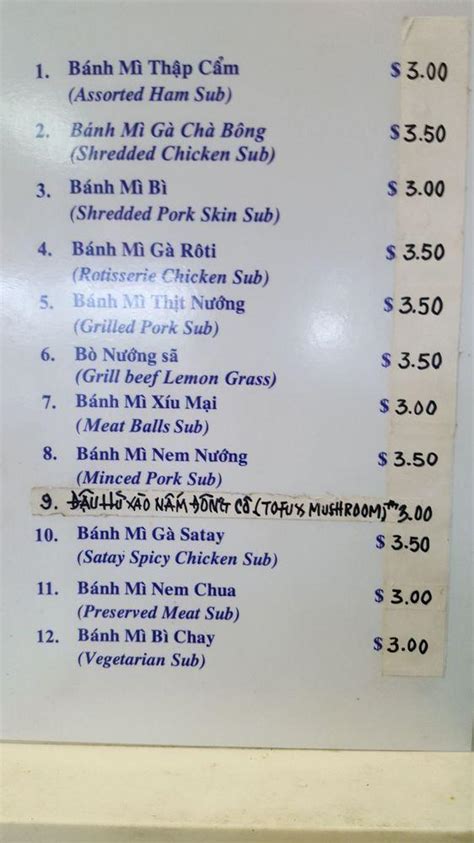 1. Bánh Mì Thập Cẩm $ 3.00
(Assorted Ham Sub)
2. Bánh Mì Gà Chà Bông $ 3.50
(Shredded Chicken Sub)
3. Bánh Mì Bì $ 3.00
(Shredded Pork Skin Sub)
4. Bánh Mì Gà Rôti $ 3.50
(Rotisserie Chicken Sub)
5. Bánh Mì Thịt Nướng $ 3.50
(Grilled Pork Sub)
6. Bò Nướng sã $ 3.50
(Grill beef Lemon Grass)
7. Bánh Mì Xíu Mại $ 3.00
(Meat Balls Sub)
8. Bánh Mì Nem Nướng $ 3.50
(Minced Pork Sub)
9. ĐẬU HŨ XÀO NẤM ĐÔNG CÔ (TOFU & MUSHROOM) $3.00
10. Bánh Mì Gà Satay $ 3.50
(Satay Spicy Chicken Sub)
11. Bánh Mì Nem Chua $ 3.00
(Preserved Meat Sub)
12. Bánh Mì Bì Chay $ 3.00
(Vegetarian Sub)